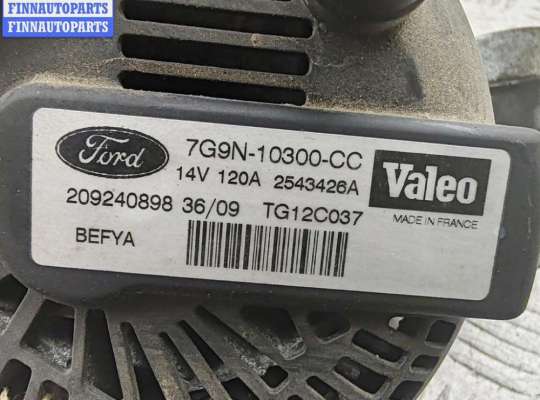 FINNAUTOPARTS
FINNAUTOPARTS
Ford
7G9N-10300-CC
14V 120A 2543426A
Valeo
MADE IN FRANCE
209240898 36/09 TG12C037
BEFYA